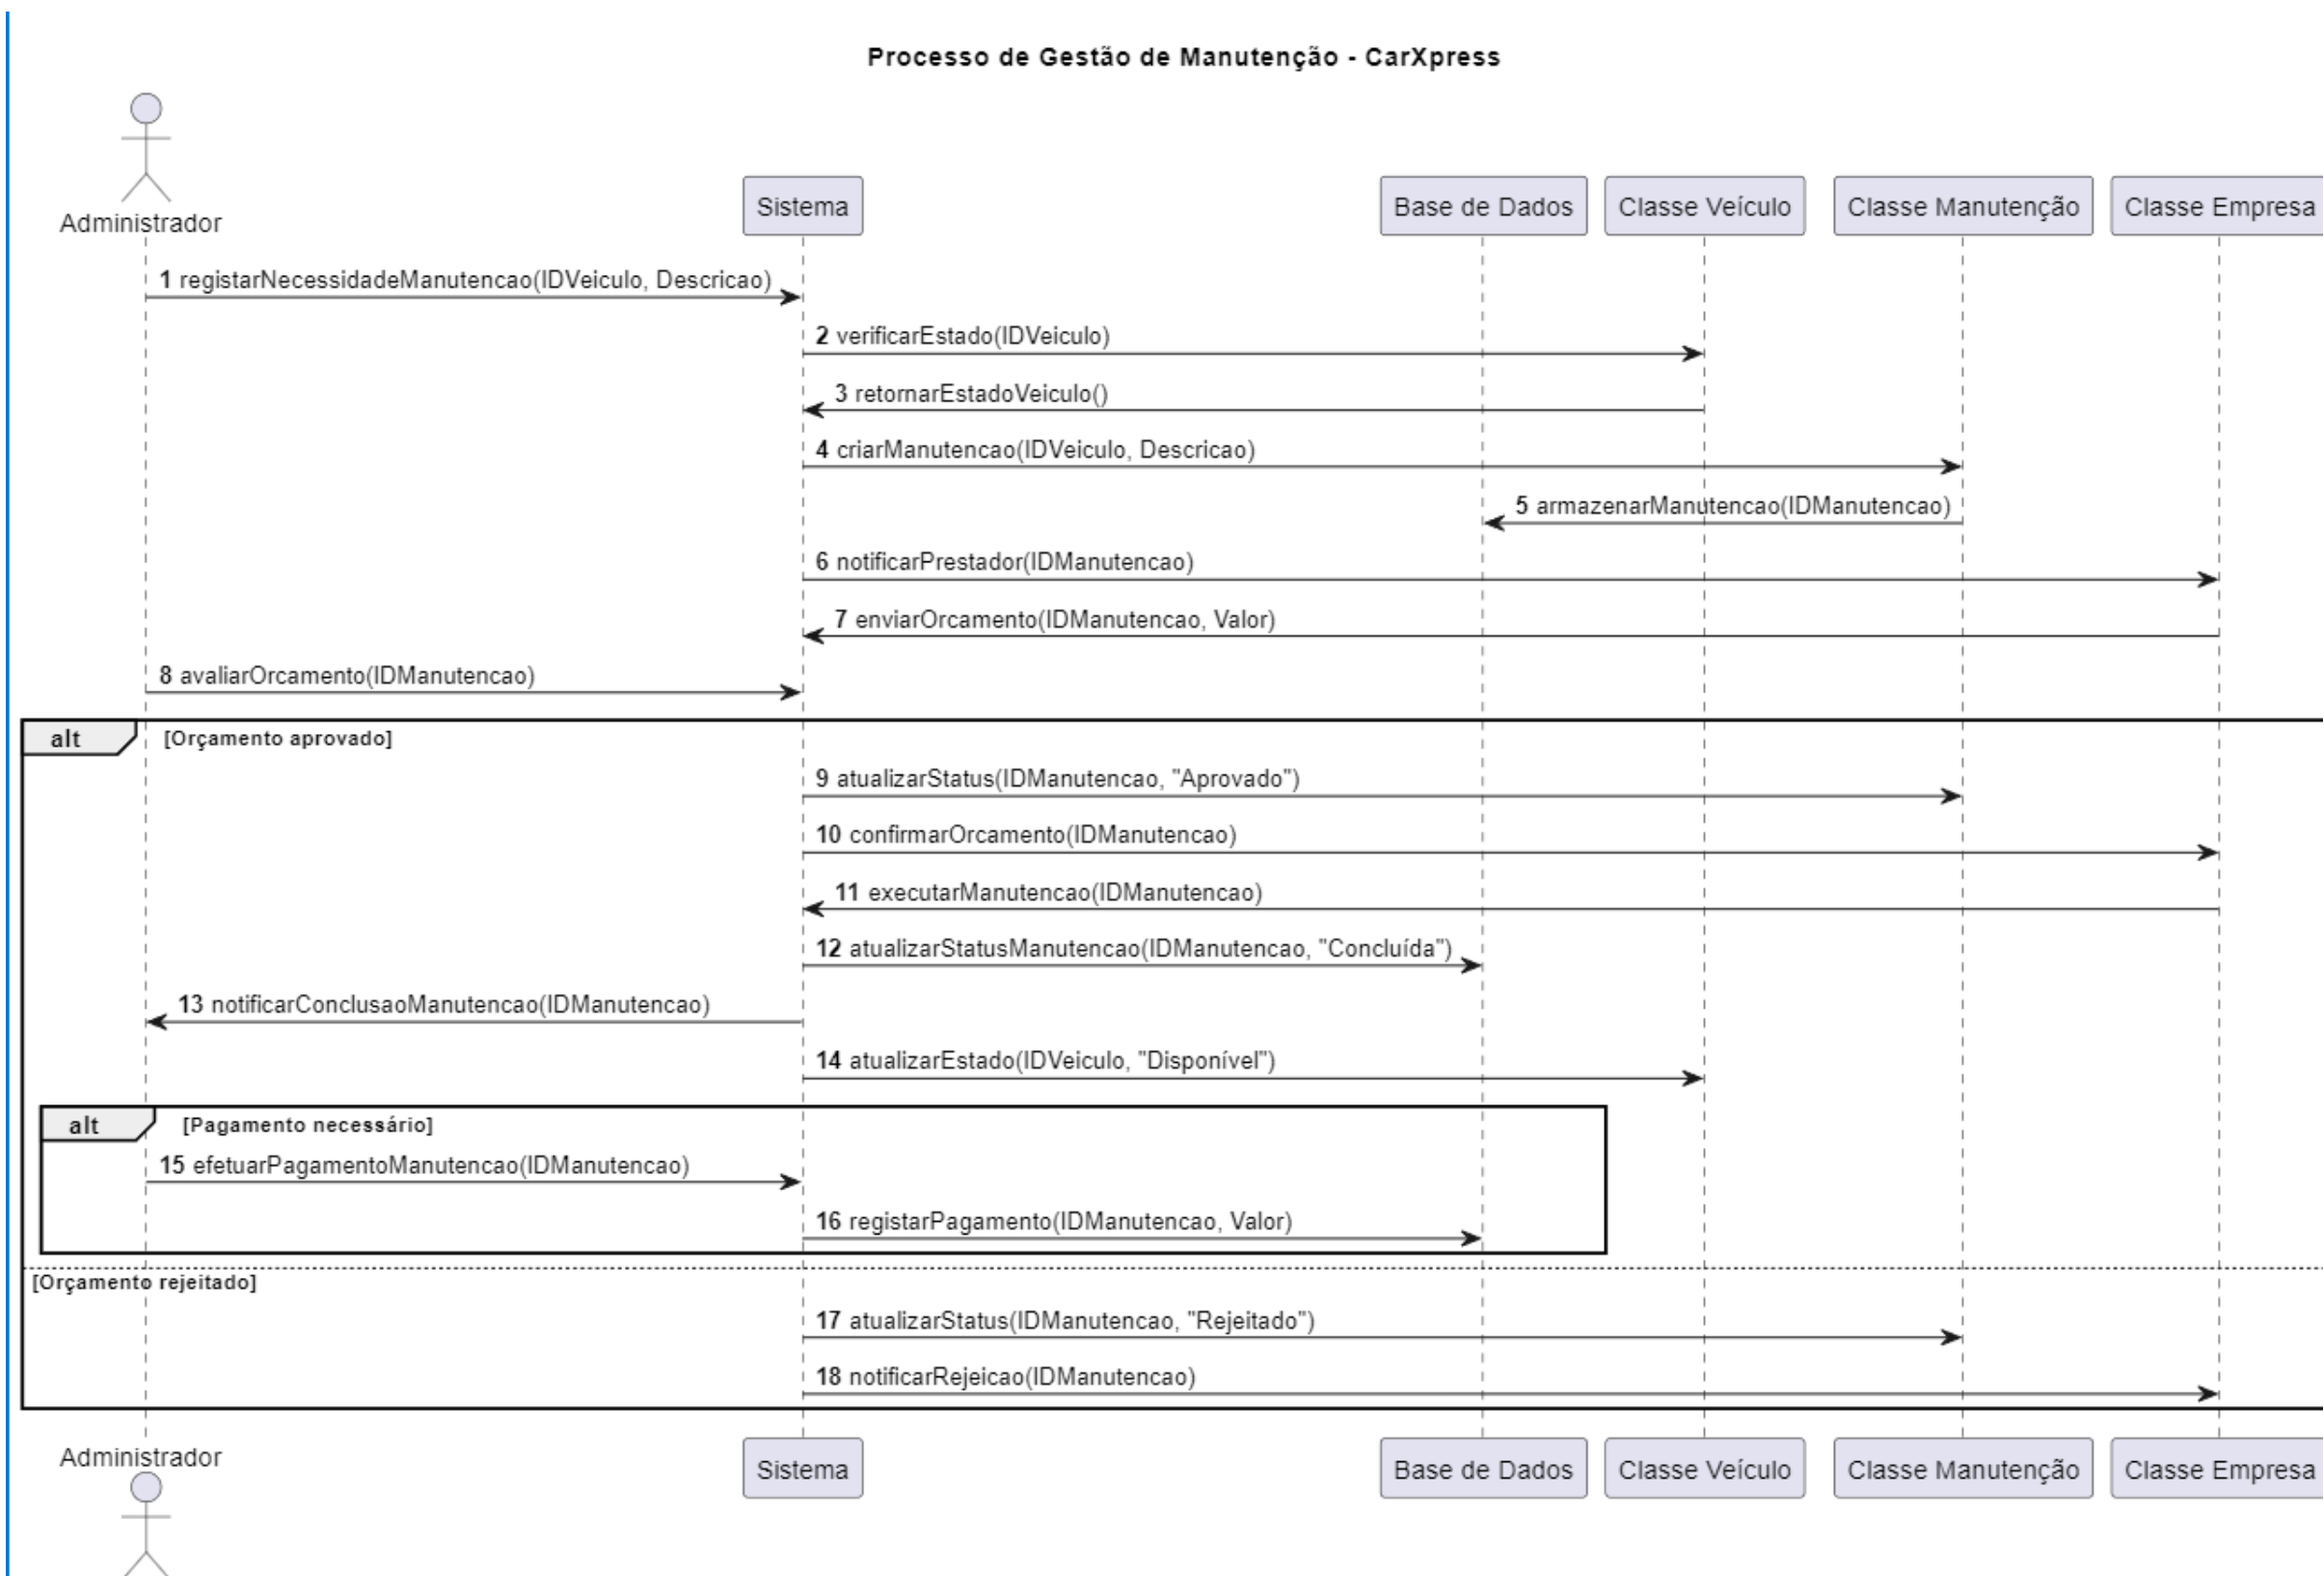 Processo de Gestão de Manutenção - CarXpress
Administrador
Sistema
Base de Dados
Classe Veículo
Classe Manutenção
Classe Empresa
1 registarNecessidadeManutencao(IDVeiculo, Descricao)
2 verificarEstado(IDVeiculo)
3 retornarEstadoVeiculo()
4 criarManutencao(IDVeiculo, Descricao)
5 armazenarManutencao(IDManutencao)
6 notificarPrestador(IDManutencao)
7 enviarOrcamento(IDManutencao, Valor)
8 avaliarOrcamento(IDManutencao)
alt [Orçamento aprovado]
9 atualizarStatus(IDManutencao, "Aprovado")
10 confirmarOrcamento(IDManutencao)
11 executarManutencao(IDManutencao)
12 atualizarStatusManutencao(IDManutencao, "Concluída")
13 notificarConclusaoManutencao(IDManutencao)
14 atualizarEstado(IDVeiculo, "Disponível")
alt [Pagamento necessário]
15 efetuarPagamentoManutencao(IDManutencao)
16 registarPagamento(IDManutencao, Valor)
[Orçamento rejeitado]
17 atualizarStatus(IDManutencao, "Rejeitado")
18 notificarRejeicao(IDManutencao)
Administrador
Sistema
Base de Dados
Classe Veículo
Classe Manutenção
Classe Empresa